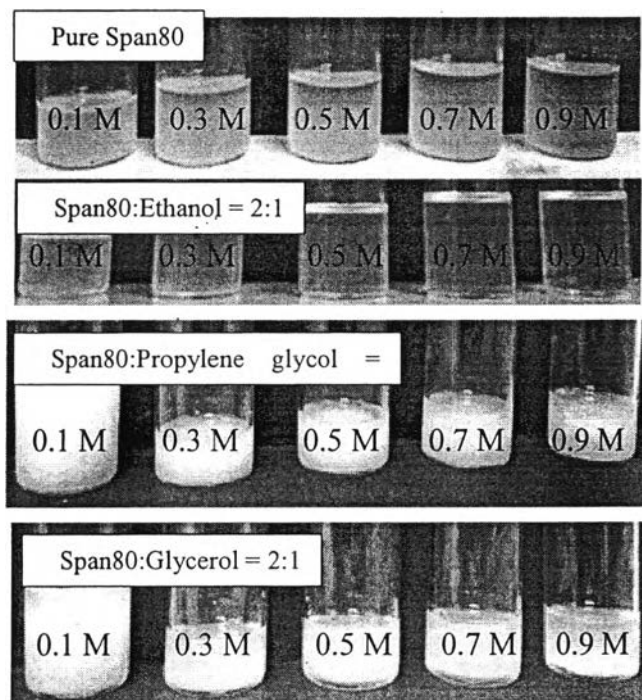 Pure Span80
0.1 M 0.3 M 0.5 M 0.7 M 0.9 M
Span80:Ethanol = 2:1
0.1 M 0.3 M 0.5 M 0.7 M 0.9 M
Span80:Propylene glycol =
0.1 M 0.3 M 0.5 M 0.7 M 0.9 M
Span80:Glycerol = 2:1
0.1 M 0.3 M 0.5 M 0.7 M 0.9 M